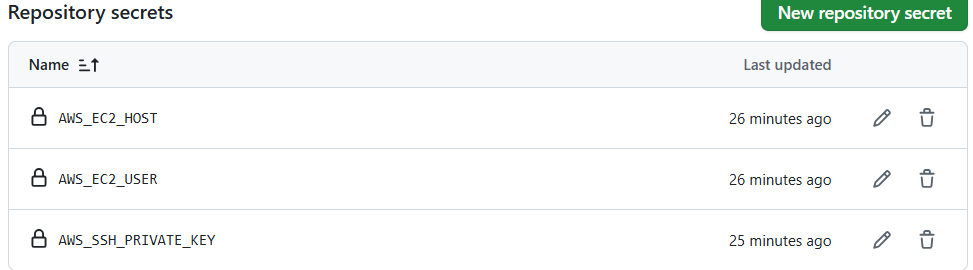 Repository secrets
New repository secret
Name
Last updated
AWS_EC2_HOST
26 minutes ago
AWS_EC2_USER
26 minutes ago
AWS_SSH_PRIVATE_KEY
25 minutes ago